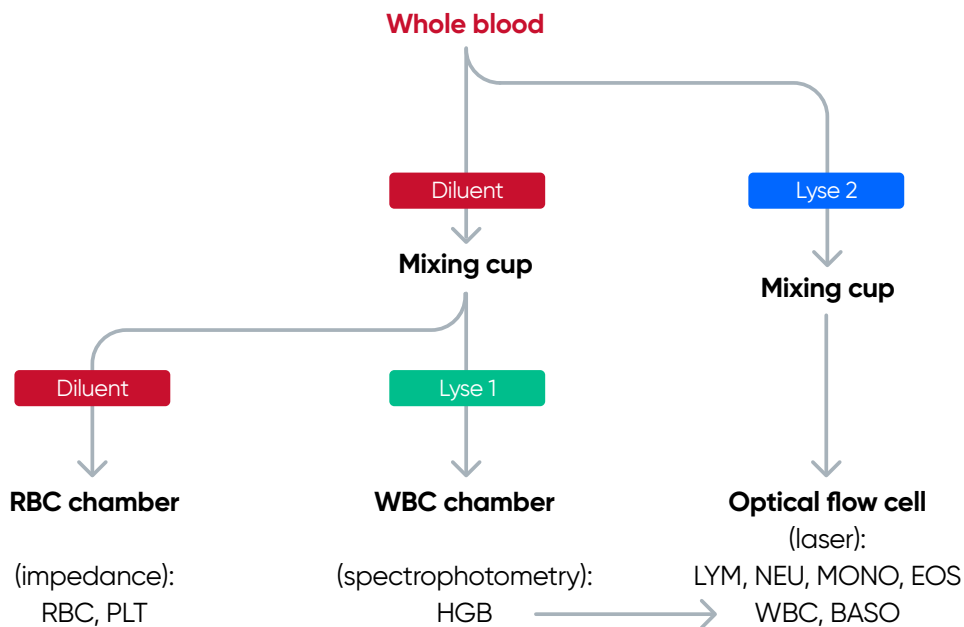 Whole blood
Diluent
Lyse 2
Mixing cup
Mixing cup
Diluent
Lyse 1
RBC chamber
(impedance):
RBC, PLT
WBC chamber
(spectrophotometry):
HGB
Optical flow cell
(laser):
LYM, NEU, MONO, EOS
WBC, BASO